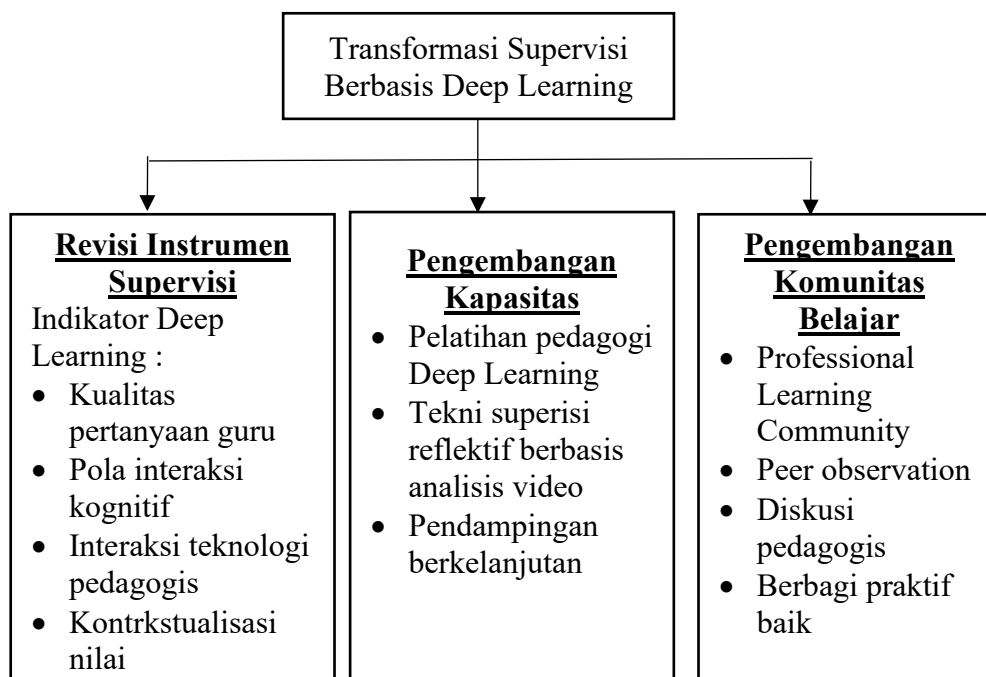 Transformasi Supervisi
Berbasis Deep Learning
Revisi Instrumen
Supervisi
Indikator Deep
Learning :
• Kualitas
pertanyaan guru
• Pola interaksi
kognitif
• Interaksi teknologi
pedagogis
• Kontrkstualisasi
nilai
Pengembangan
Kapasitas
• Pelatihan pedagogi
Deep Learning
• Tekni superisi
reflektif berbasis
analisis video
• Pendampingan
berkelanjutan
Pengembangan
Komunitas
Belajar
• Professional
Learning
Community
• Peer observation
• Diskusi
pedagogis
• Berbagi praktif
baik